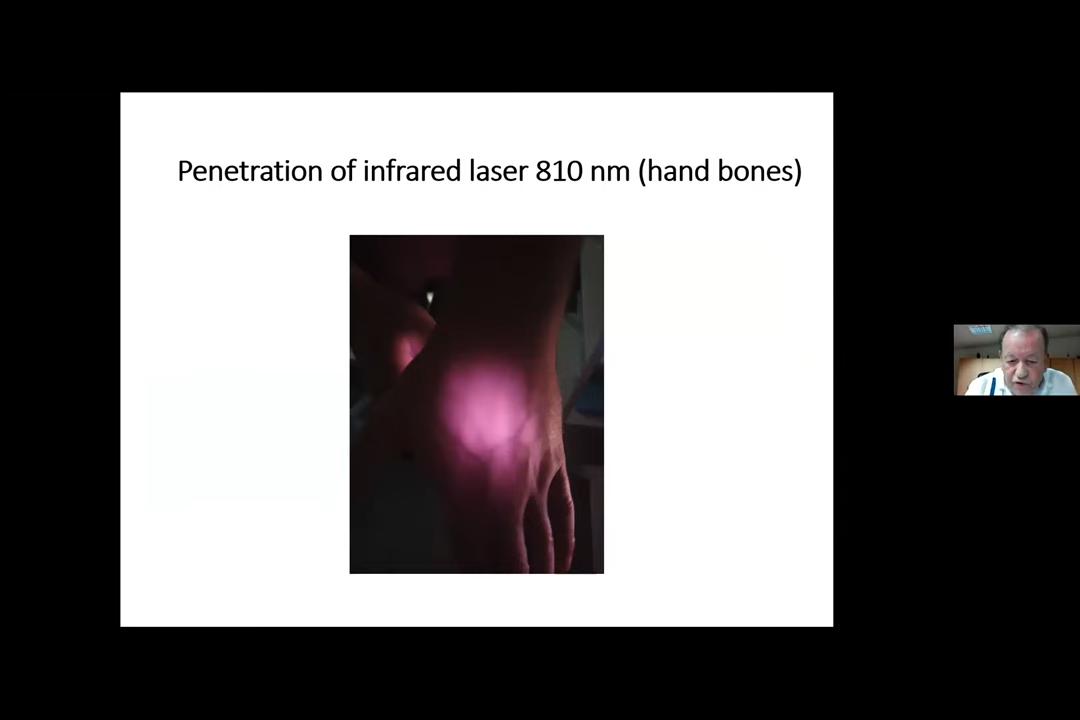 Penetration of infrared laser 810 nm (hand bones)